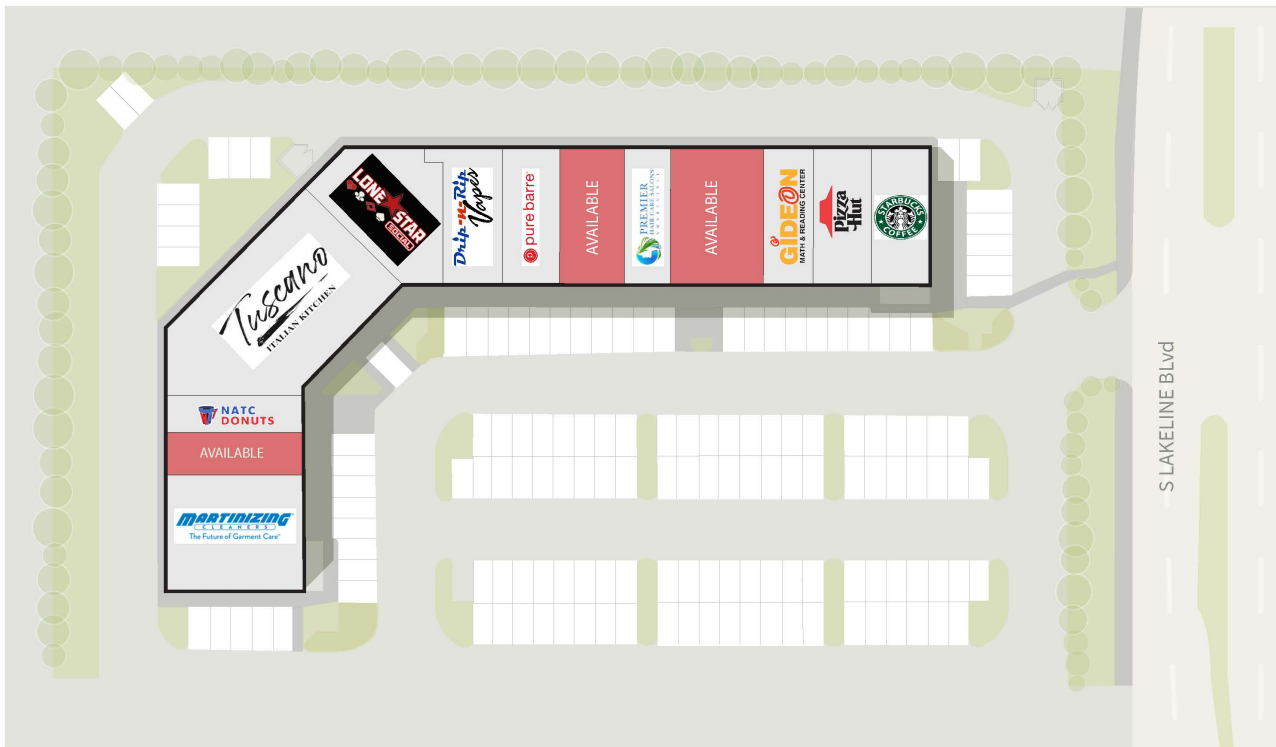 LONE STAR
SOCIAL
Drip-n-Rip
Vapes
pure barre
AVAILABLE
PREMIER
HAIR CARE SALONS
AVAILABLE
GiDE@N
MATH & READING CENTER
Pizza
Hut
STARBUCKS
COFFEE
Tuscano
ITALIAN KITCHEN
NATC
DONUTS
AVAILABLE
MARTINIZING
CLEANERS
The Future of Garment Care
S LAKELINE BLvd